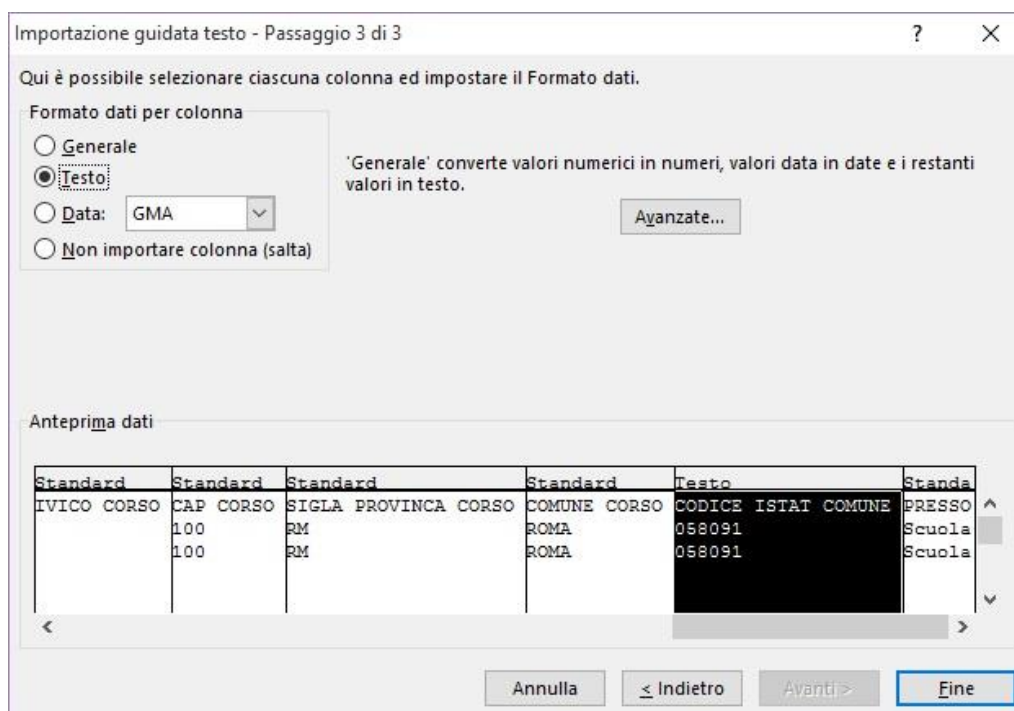 Importazione guidata testo - Passaggio 3 di 3 ?
Qui è possibile selezionare ciascuna colonna ed impostare il Formato dati.
Formato dati per colonna
Generale
Testo
Data: GMA
Non importare colonna (salta)
'Generale' converte valori numerici in numeri, valori data in date e i restanti
valori in testo.
Avanzate...
Anteprima dati
Standard Standard Standard Standard Testo Standa
IVICO CORSO CAP CORSO SIGLA PROVINCA CORSO COMUNE CORSO CODICE ISTAT COMUNE PRESSO
100 RM ROMA 058091 Scuola
100 RM ROMA 058091 Scuola
Annulla < Indietro Avanti > Fine